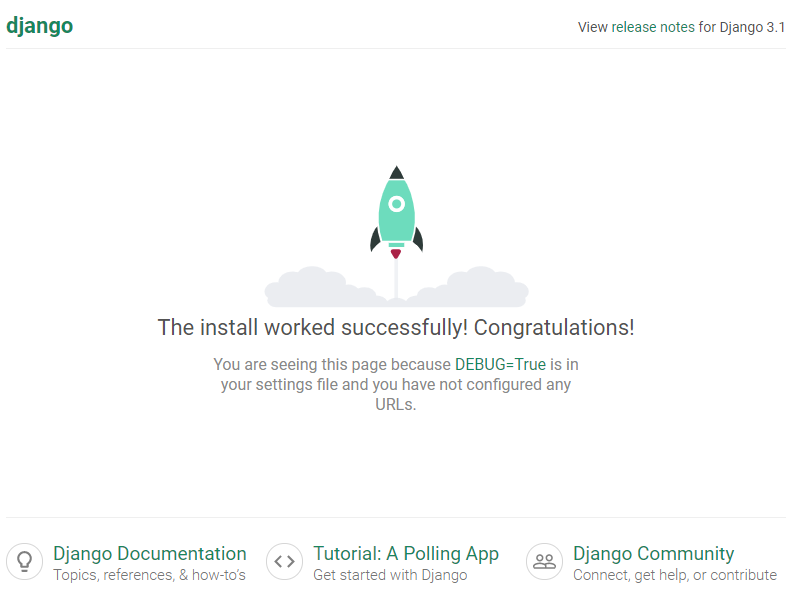 django
View release notes for Django 3.1
The install worked successfully! Congratulations!
You are seeing this page because DEBUG=True is in
your settings file and you have not configured any
URLs.
Django Documentation
Topics, references, & how-to's
Tutorial: A Polling App
Get started with Django
Django Community
Connect, get help, or contribute